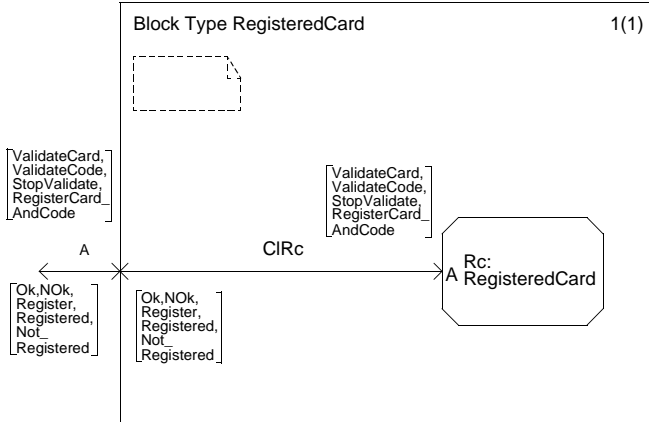 Block Type RegisteredCard 1(1)
ValidateCard,
ValidateCode,
StopValidate,
RegisterCard_
AndCode
ValidateCard,
ValidateCode,
StopValidate,
RegisterCard_
AndCode
A
ClRc
A
Rc:
RegisteredCard
Ok,NOk,
Register,
Registered,
Not_
Registered
Ok,NOk,
Register,
Registered,
Not_
Registered